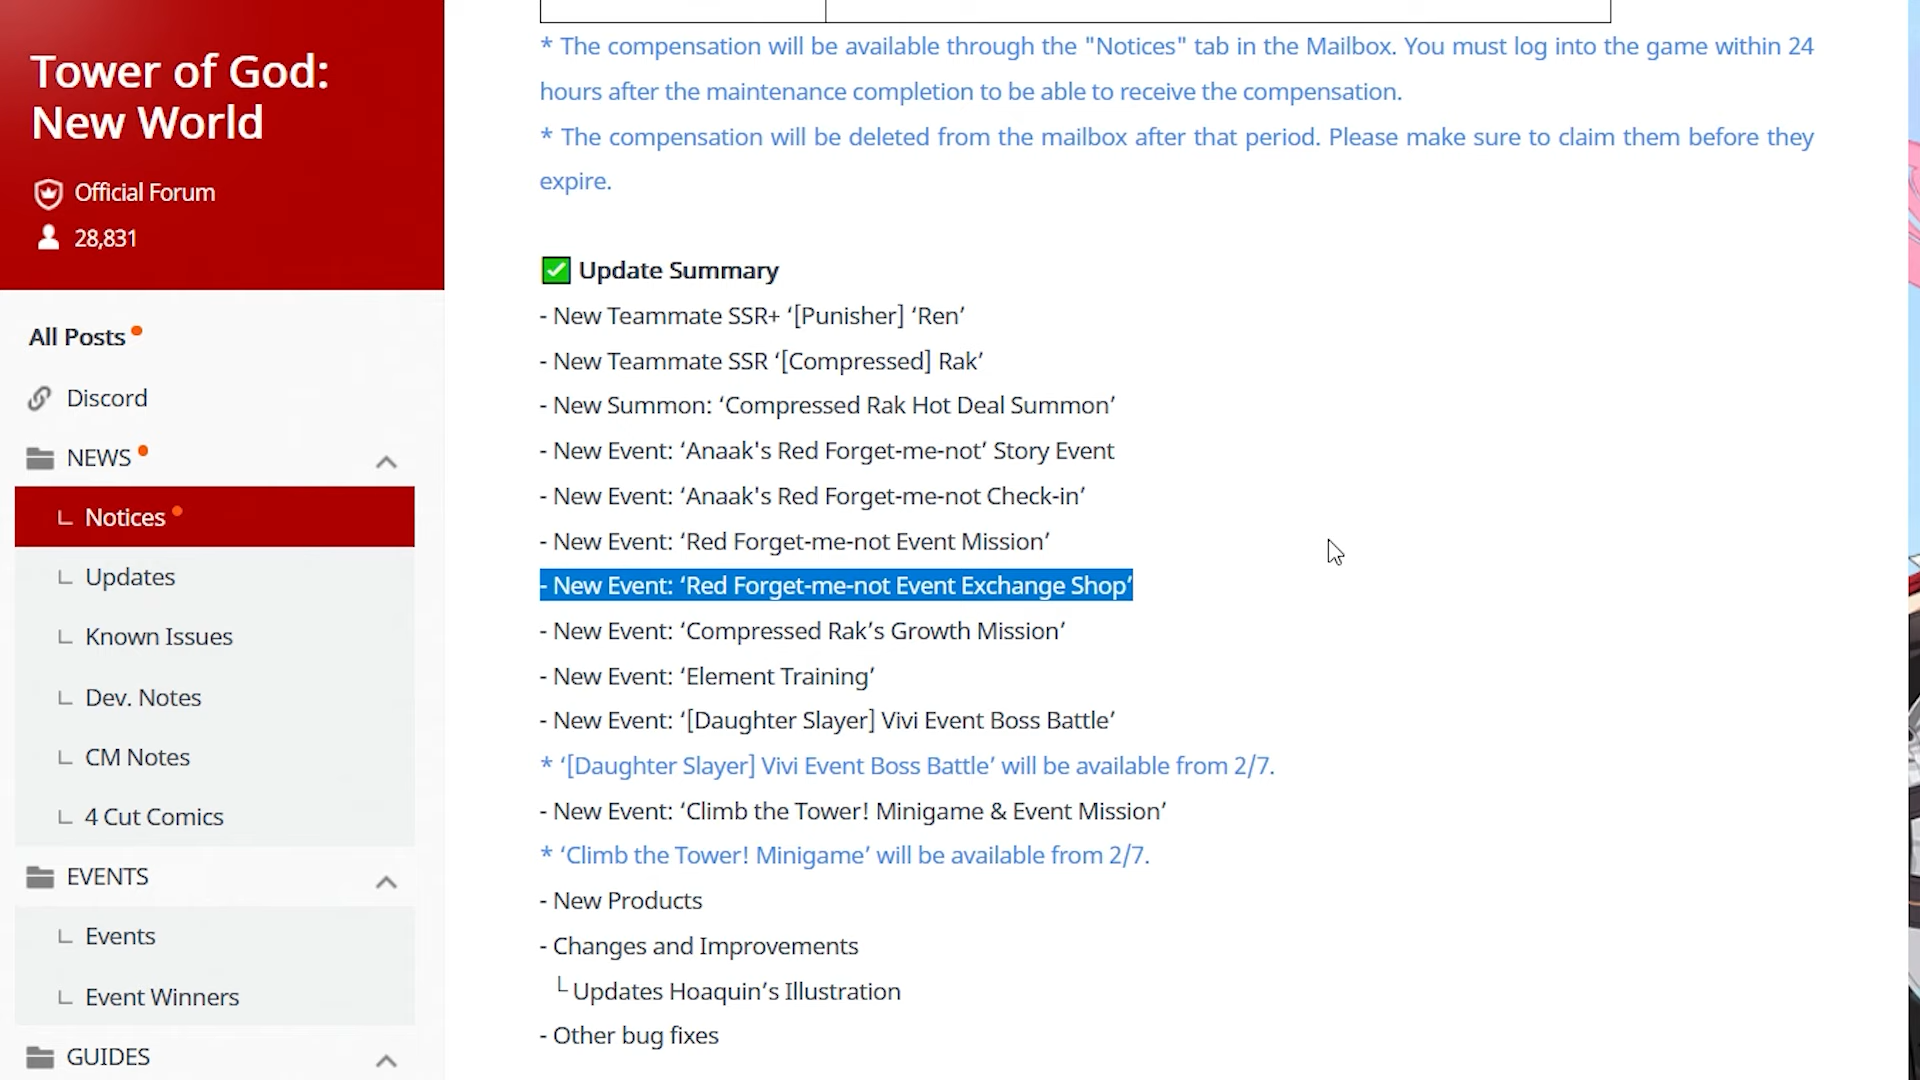 Tower of God:
New World
Official Forum
28,831
All Posts
Discord
NEWS
Notices
Updates
Known Issues
Dev. Notes
CM Notes
4 Cut Comics
EVENTS
Events
Event Winners
GUIDES
* The compensation will be available through the "Notices" tab in the Mailbox. You must log into the game within 24
hours after the maintenance completion to be able to receive the compensation.
* The compensation will be deleted from the mailbox after that period. Please make sure to claim them before they
expire.
✅ Update Summary
- New Teammate SSR+ ‘[Punisher] ‘Ren’
- New Teammate SSR ‘[Compressed] Rak’
- New Summon: ‘Compressed Rak Hot Deal Summon’
- New Event: ‘Anaak's Red Forget-me-not’ Story Event
- New Event: ‘Anaak's Red Forget-me-not Check-in’
- New Event: ‘Red Forget-me-not Event Mission’
- New Event: ‘Red Forget-me-not Event Exchange Shop’
- New Event: ‘Compressed Rak’s Growth Mission’
- New Event: ‘Element Training’
- New Event: ‘[Daughter Slayer] Vivi Event Boss Battle’
* ‘[Daughter Slayer] Vivi Event Boss Battle’ will be available from 2/7.
- New Event: ‘Climb the Tower! Minigame & Event Mission’
* ‘Climb the Tower! Minigame’ will be available from 2/7.
- New Products
- Changes and Improvements
└ Updates Hoaquin’s Illustration
- Other bug fixes